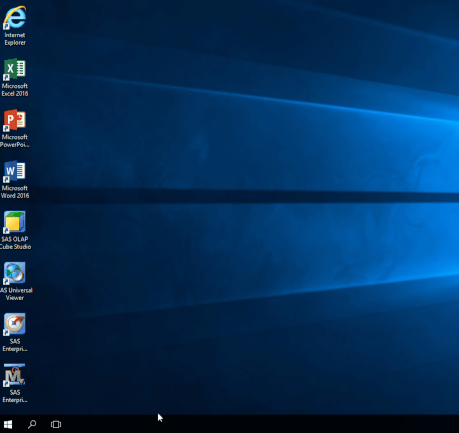 Internet
Explorer
Microsoft
Excel 2016
Microsoft
PowerPoi...
Microsoft
Word 2016
SAS OLAP
Cube Studio
AS Universal
Viewer
SAS
Enterpri...
SAS
Enterpri...